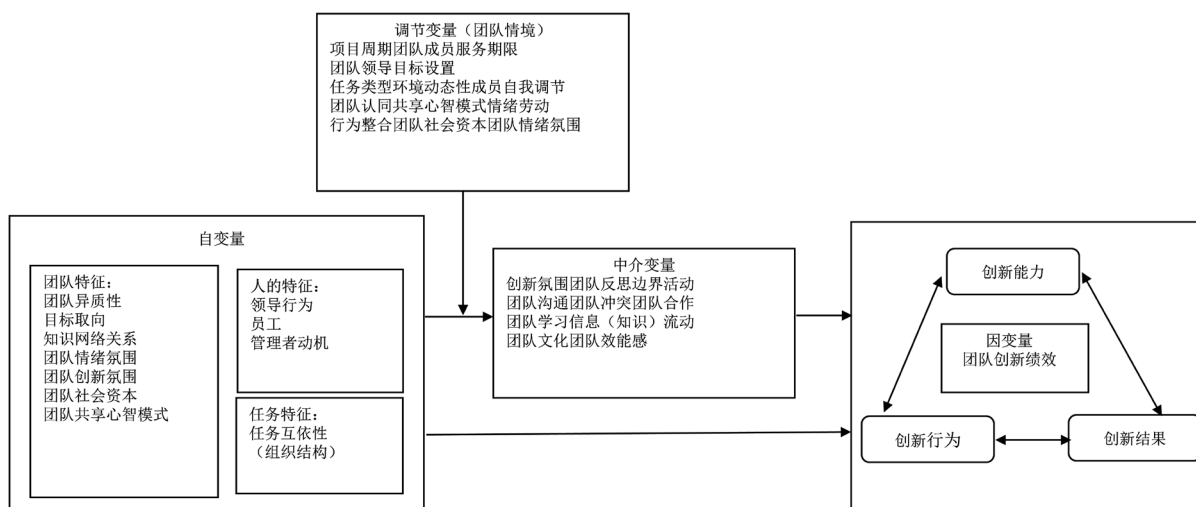 调节变量（团队情境）
项目周期团队成员服务期限
团队领导目标设置
任务类型环境动态性成员自我调节
团队认同共享心智模式情绪劳动
行为整合团队社会资本团队情绪氛围
自变量
团队特征：
团队异质性
目标取向
知识网络关系
团队情绪氛围
团队创新氛围
团队社会资本
团队共享心智模式
人的特征：
领导行为
员工
管理者动机
任务特征：
任务互依性
（组织结构）
中介变量
创新氛围团队反思边界活动
团队沟通团队冲突团队合作
团队学习信息（知识）流动
团队文化团队效能感
创新能力
因变量
团队创新绩效
创新行为
创新结果